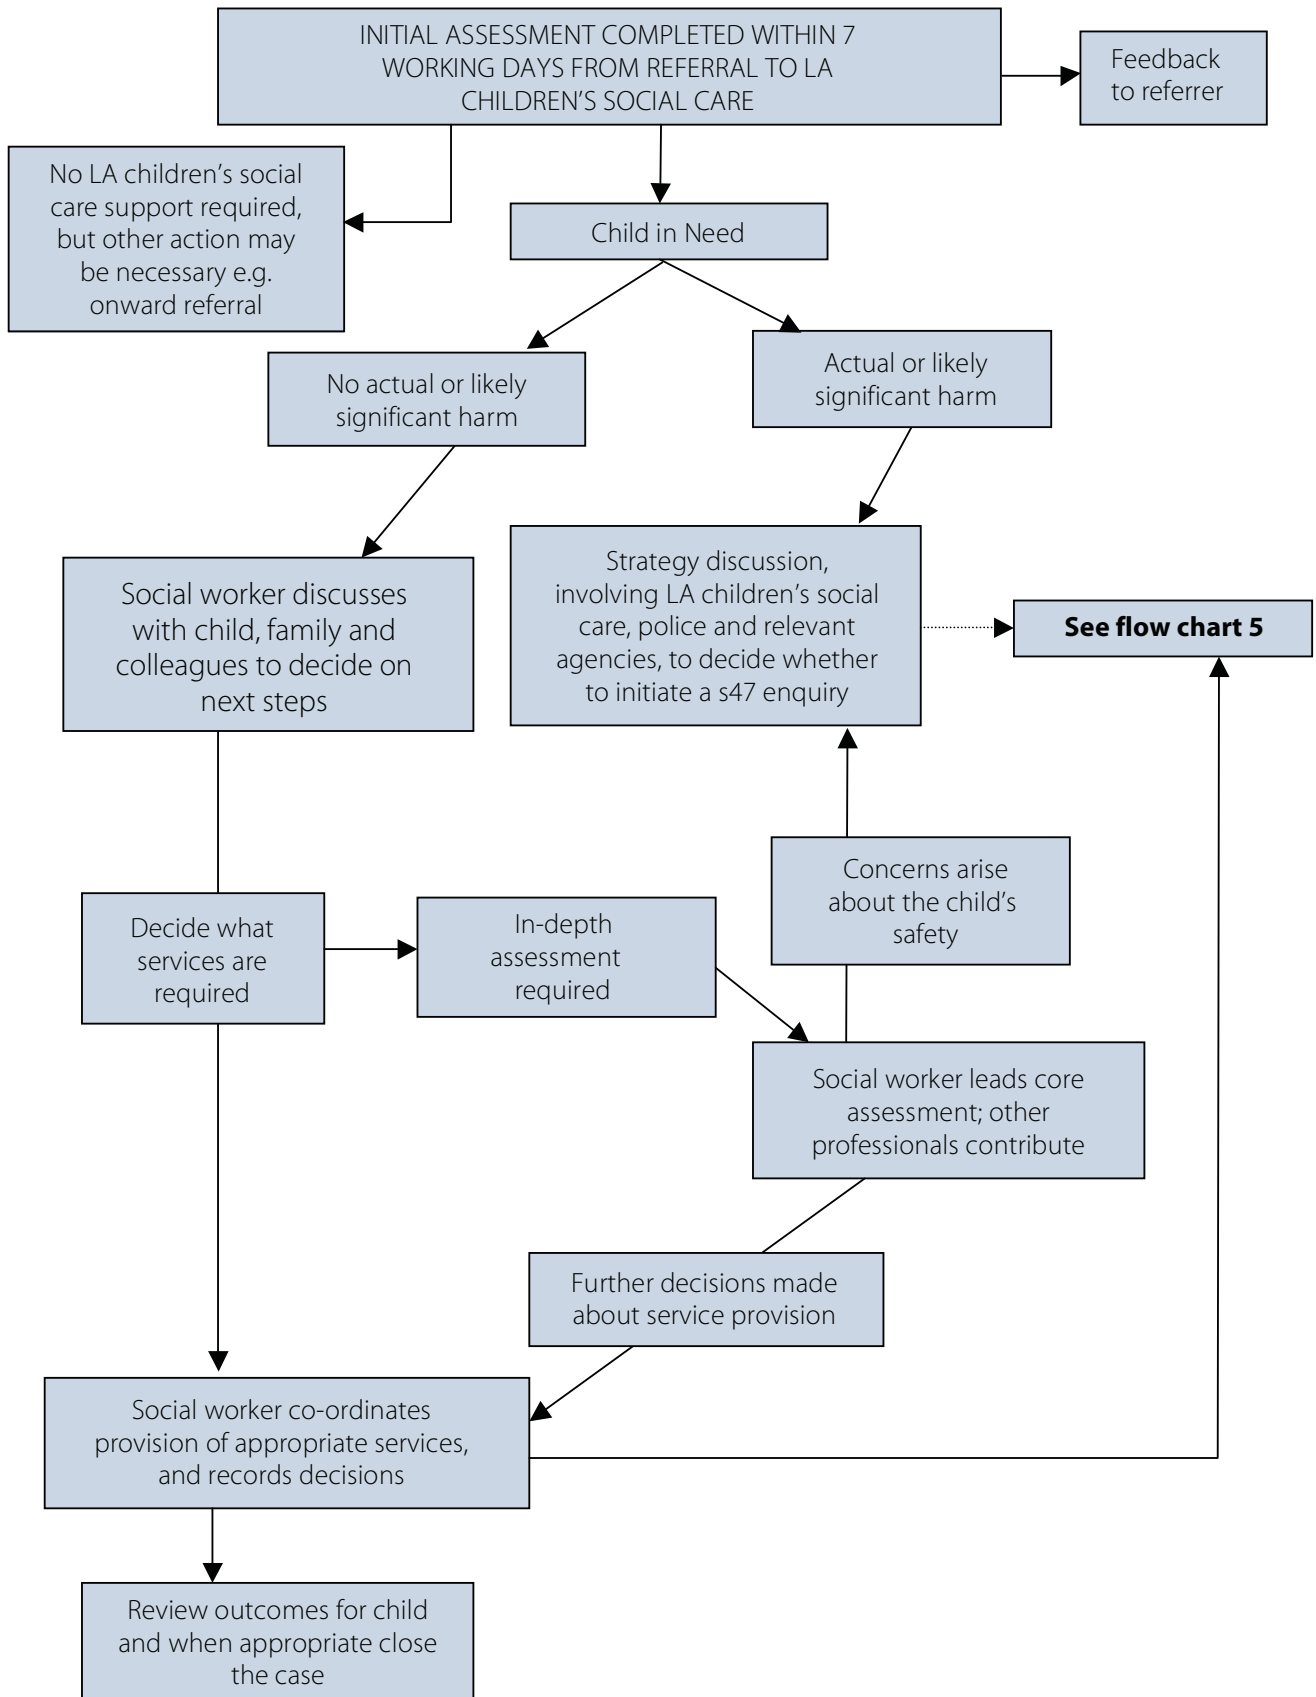 INITIAL ASSESSMENT COMPLETED WITHIN 7
WORKING DAYS FROM REFERRAL TO LA
CHILDREN’S SOCIAL CARE
Feedback
to referrer
No LA children’s social
care support required,
but other action may
be necessary e.g.
onward referral
Child in Need
No actual or likely
significant harm
Actual or likely
significant harm
Social worker discusses
with child, family and
colleagues to decide on
next steps
Strategy discussion,
involving LA children’s social
care, police and relevant
agencies, to decide whether
to initiate a s47 enquiry
See flow chart 5
Concerns arise
about the child’s
safety
Decide what
services are
required
In-depth
assessment
required
Social worker leads core
assessment; other
professionals contribute
Further decisions made
about service provision
Social worker co-ordinates
provision of appropriate services,
and records decisions
Review outcomes for child
and when appropriate close
the case